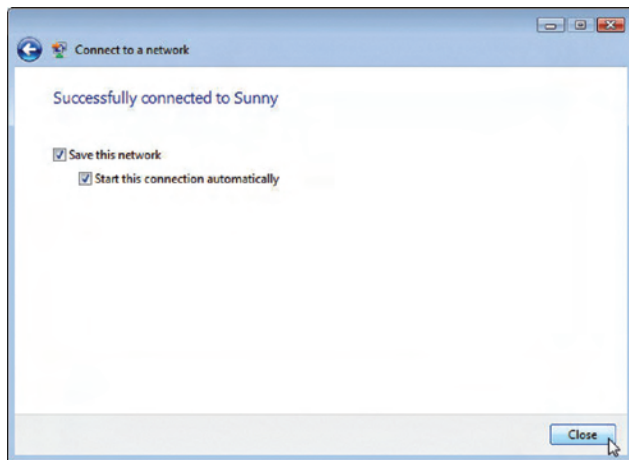 Connect to a network
Successfully connected to Sunny
Save this network
Start this connection automatically
Close